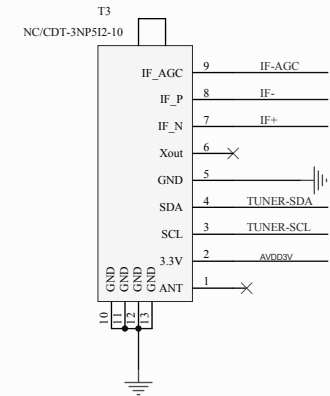 T3
NC/CDT-3NP5I2-10
IF_AGC 9 IF-AGC
IF_P 8 IF-
IF_N 7 IF+
Xout 6
GND 5
SDA 4 TUNER-SDA
SCL 3 TUNER-SCL
3.3V 2 AVDD3V
ANT 1
GND GND GND GND
10 11 12 13